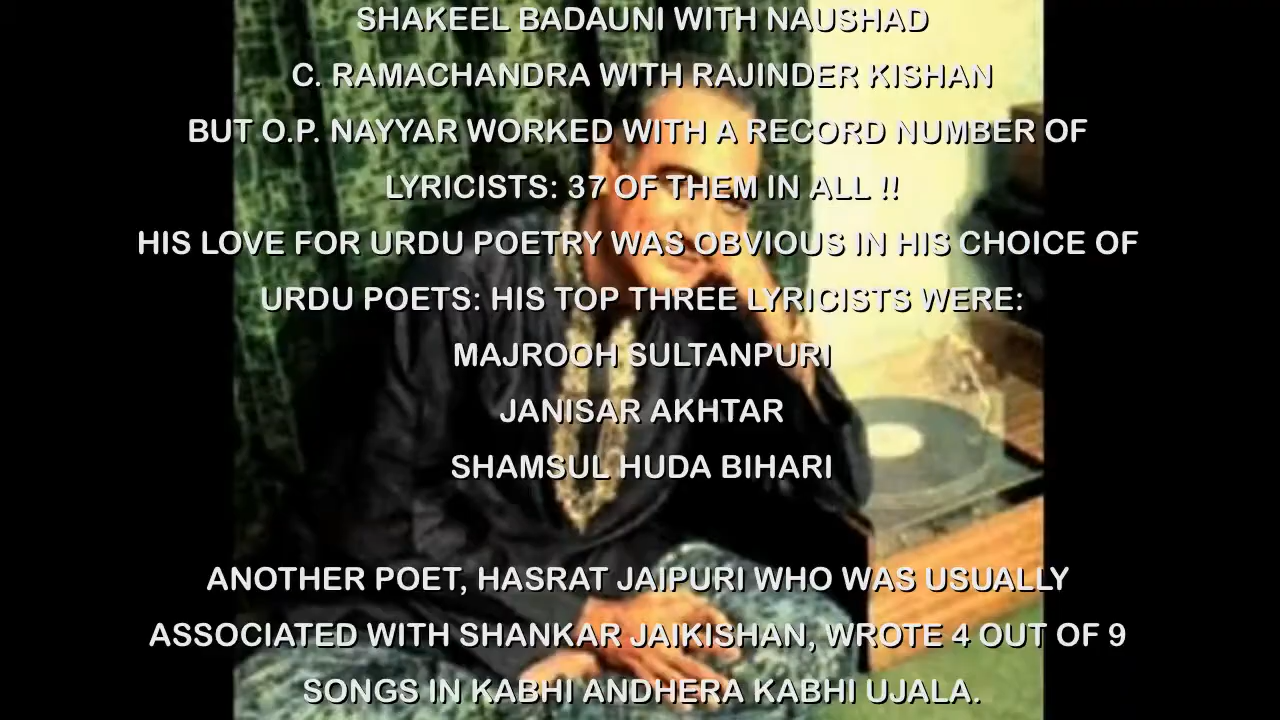 SHAKEEL BADAUNI WITH NAUSHAD
C. RAMACHANDRA WITH RAJINDER KISHAN
BUT O.P. NAYYAR WORKED WITH A RECORD NUMBER OF
LYRICISTS: 37 OF THEM IN ALL !!
HIS LOVE FOR URDU POETRY WAS OBVIOUS IN HIS CHOICE OF
URDU POETS: HIS TOP THREE LYRICISTS WERE:
MAJROOH SULTANPURI
JANISAR AKHTAR
SHAMSUL HUDA BIHARI
ANOTHER POET, HASRAT JAIPURI WHO WAS USUALLY
ASSOCIATED WITH SHANKAR JAIKISHAN, WROTE 4 OUT OF 9
SONGS IN KABHI ANDHERA KABHI UJALA.